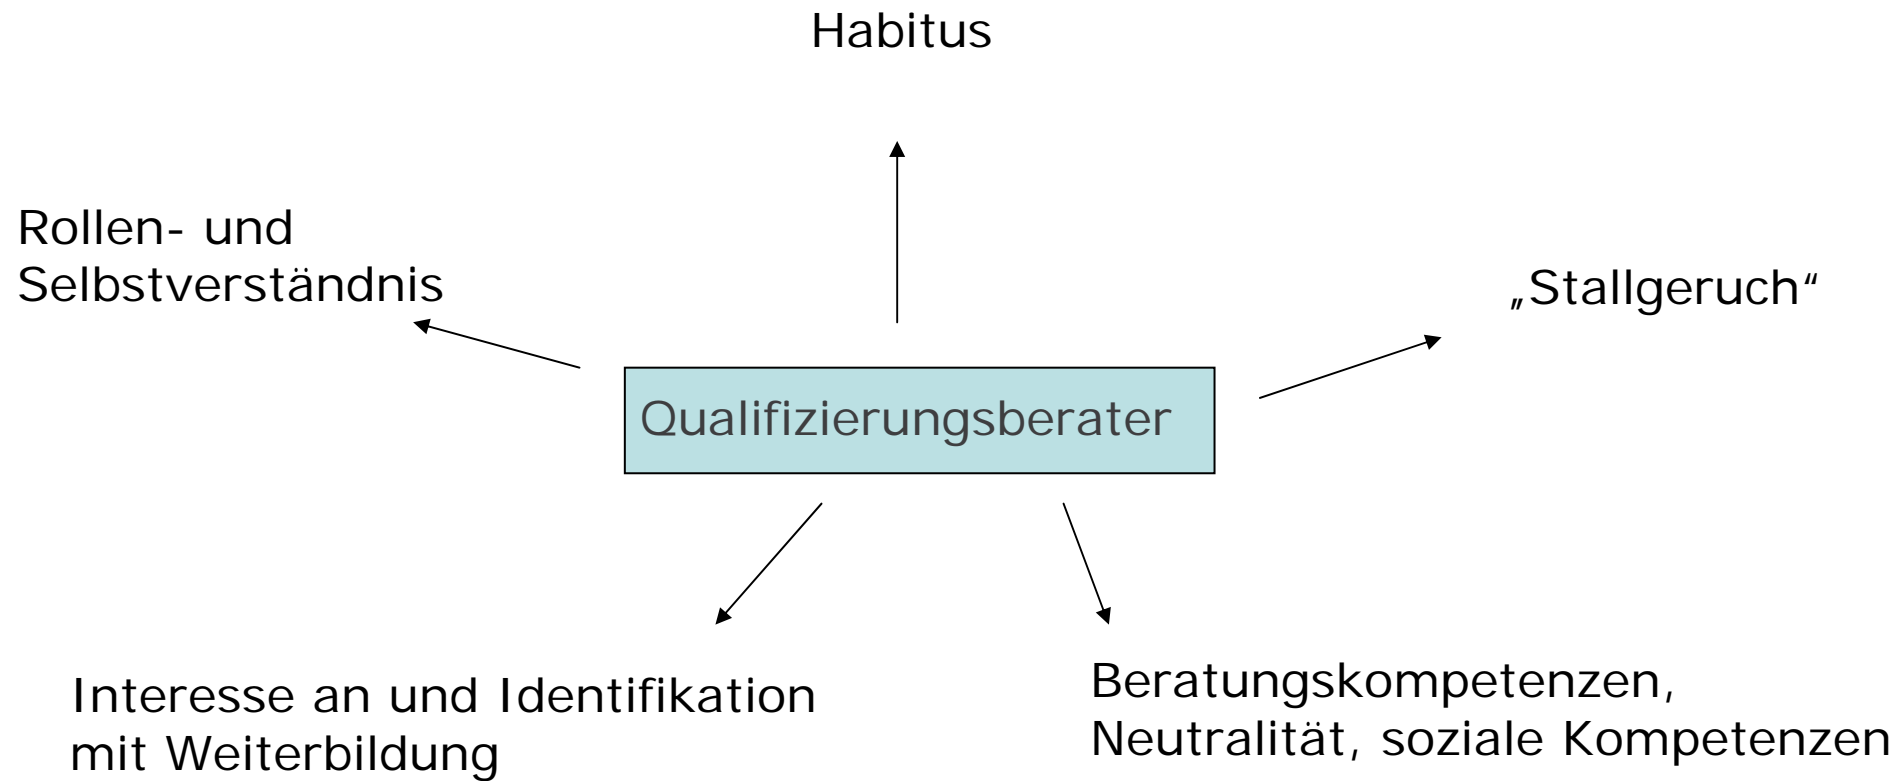 Habitus
Rollen- und
Selbstverständnis
„Stallgeruch“
Qualifizierungsberater
Interesse an und Identifikation
mit Weiterbildung
Beratungskompetenzen,
Neutralität, soziale Kompetenzen